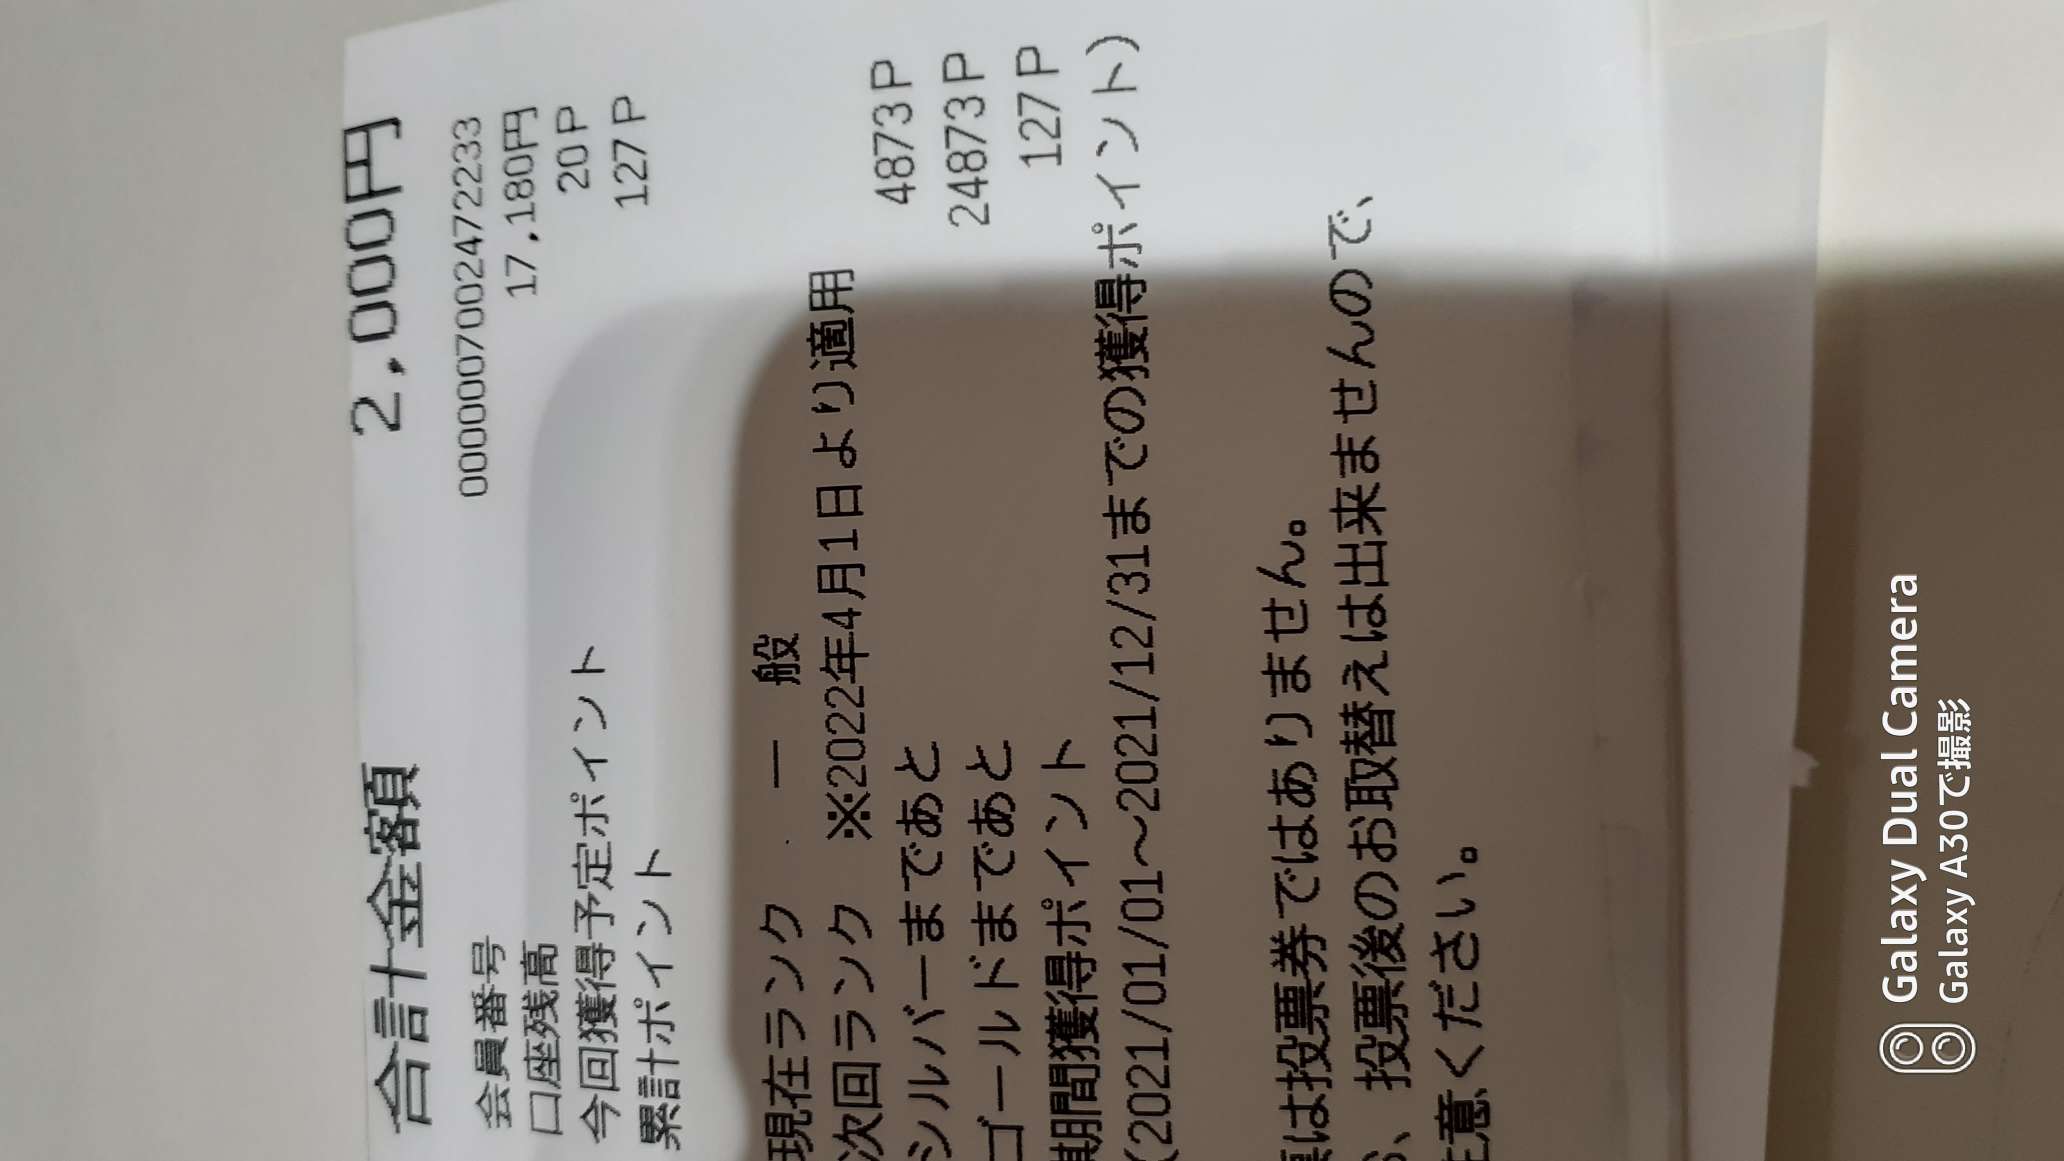 合計金額 2,000円
会員番号 0000070024722​33
口座残高 17,180円
今回獲得予定ポイント 20P
累計ポイント 127P
現在ランク 一 般
次回ランク ※2022年4月1日より適用
シルバーまであと 4873P
ゴールドまであと 24873P
期間獲得ポイント 127P
(2021/01/01～2021/12/31までの獲得ポイント)
は投票券ではありません。
、投票後のお取替えは出来ませんので、
注意ください。
Galaxy Dual Camera
Galaxy A30で撮影